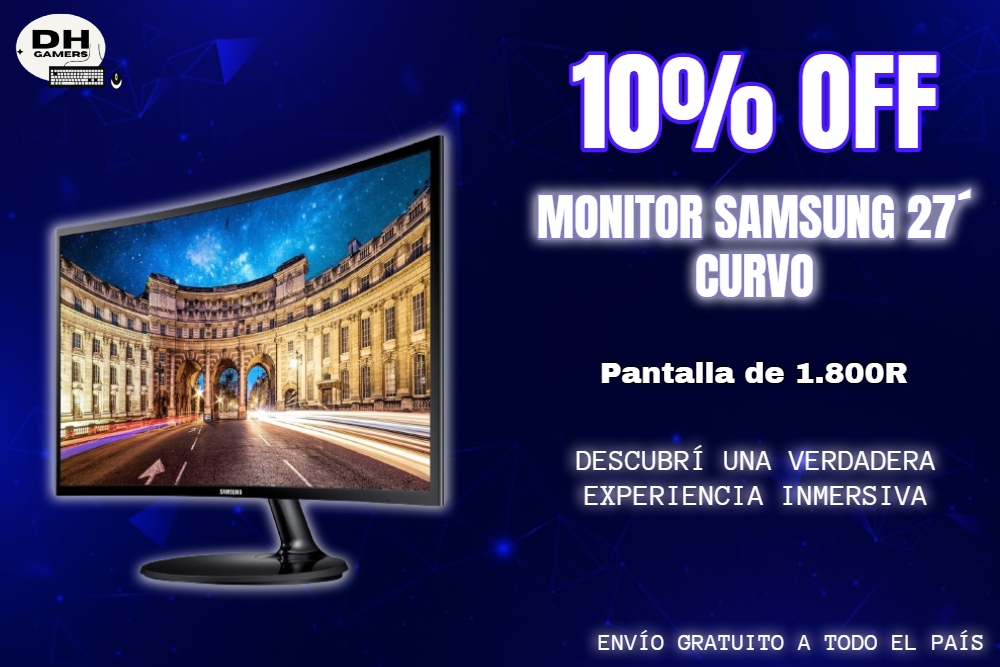 DH
GAMERS
10% OFF
MONITOR SAMSUNG 27´
CURVO
Pantalla de 1.800R
SAMSUNG
DESCUBRÍ UNA VERDADERA
EXPERIENCIA INMERSIVA
ENVÍO GRATUITO A TODO EL PAÍS